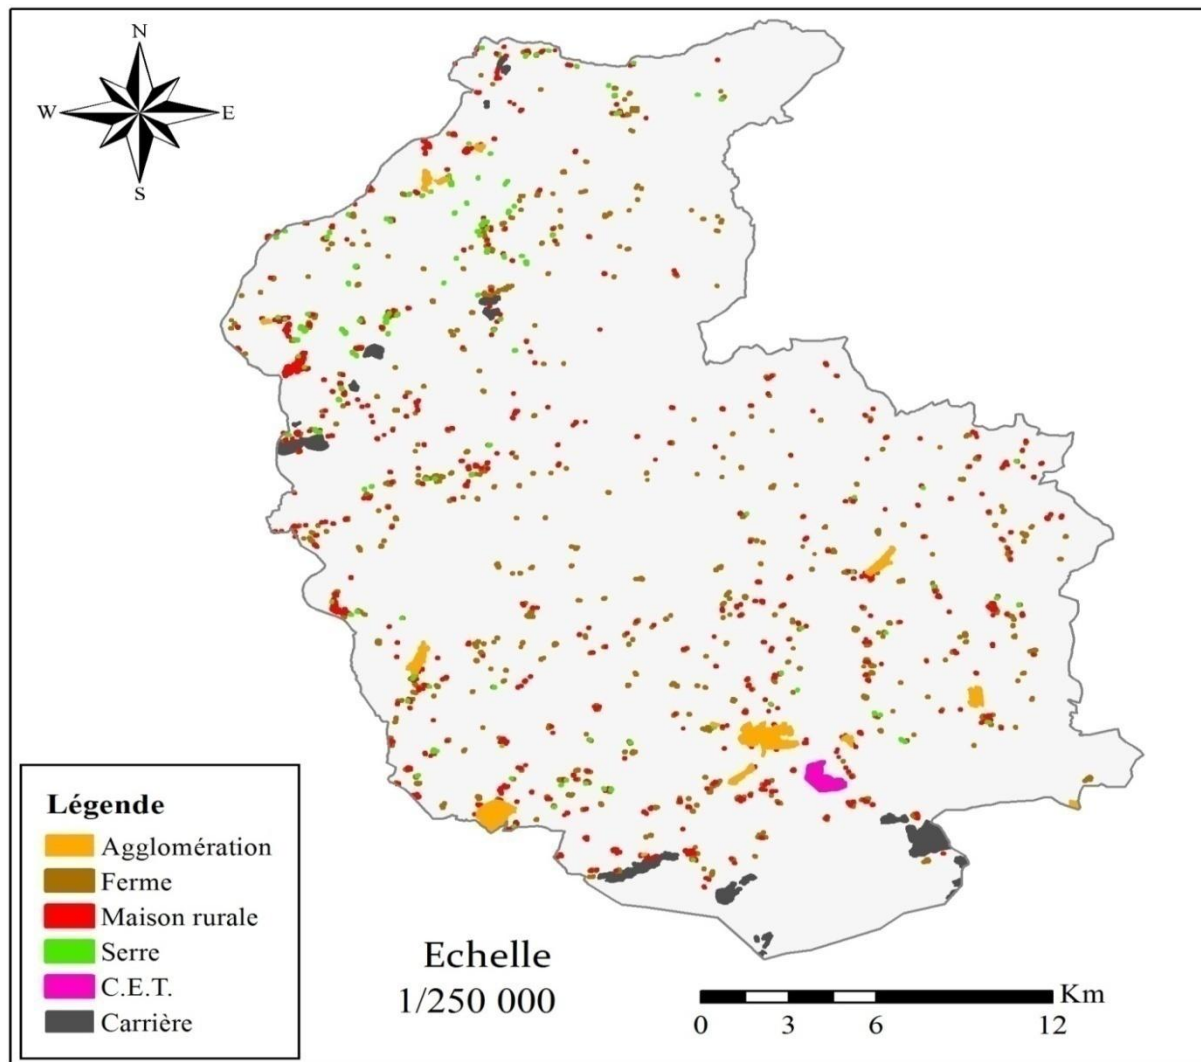 N
W E
S
Légende
Agglomération
Ferme
Maison rurale
Serre
C.E.T.
Carrière
Echelle
1/250 000
Km
0 3 6 12